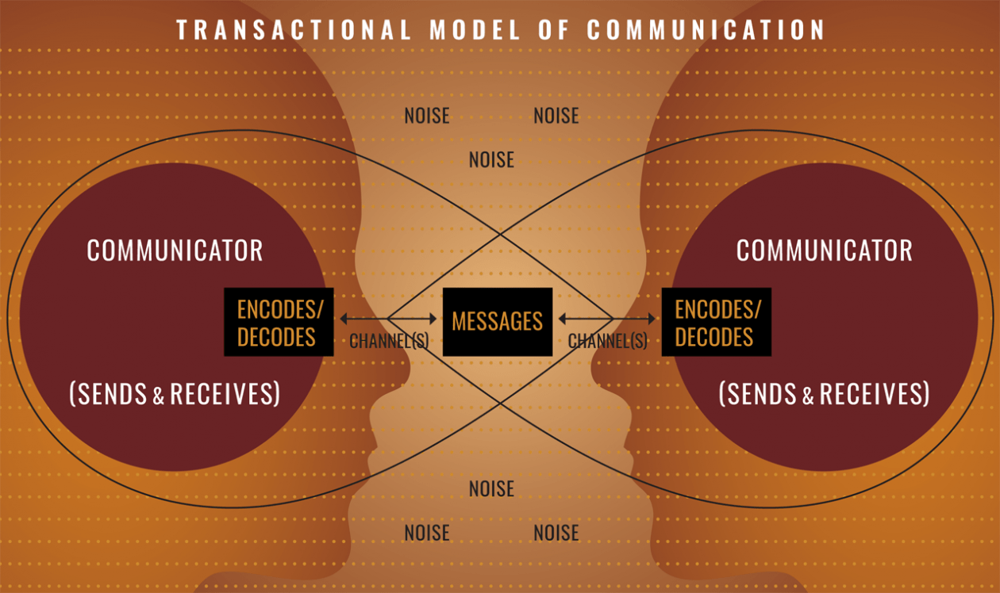 TRANSACTIONAL MODEL OF COMMUNICATION
NOISE NOISE
NOISE
COMMUNICATOR
(SENDS & RECEIVES)
ENCODES/
DECODES
CHANNEL(S)
MESSAGES
CHANNEL(S)
ENCODES/
DECODES
COMMUNICATOR
(SENDS & RECEIVES)
NOISE
NOISE NOISE